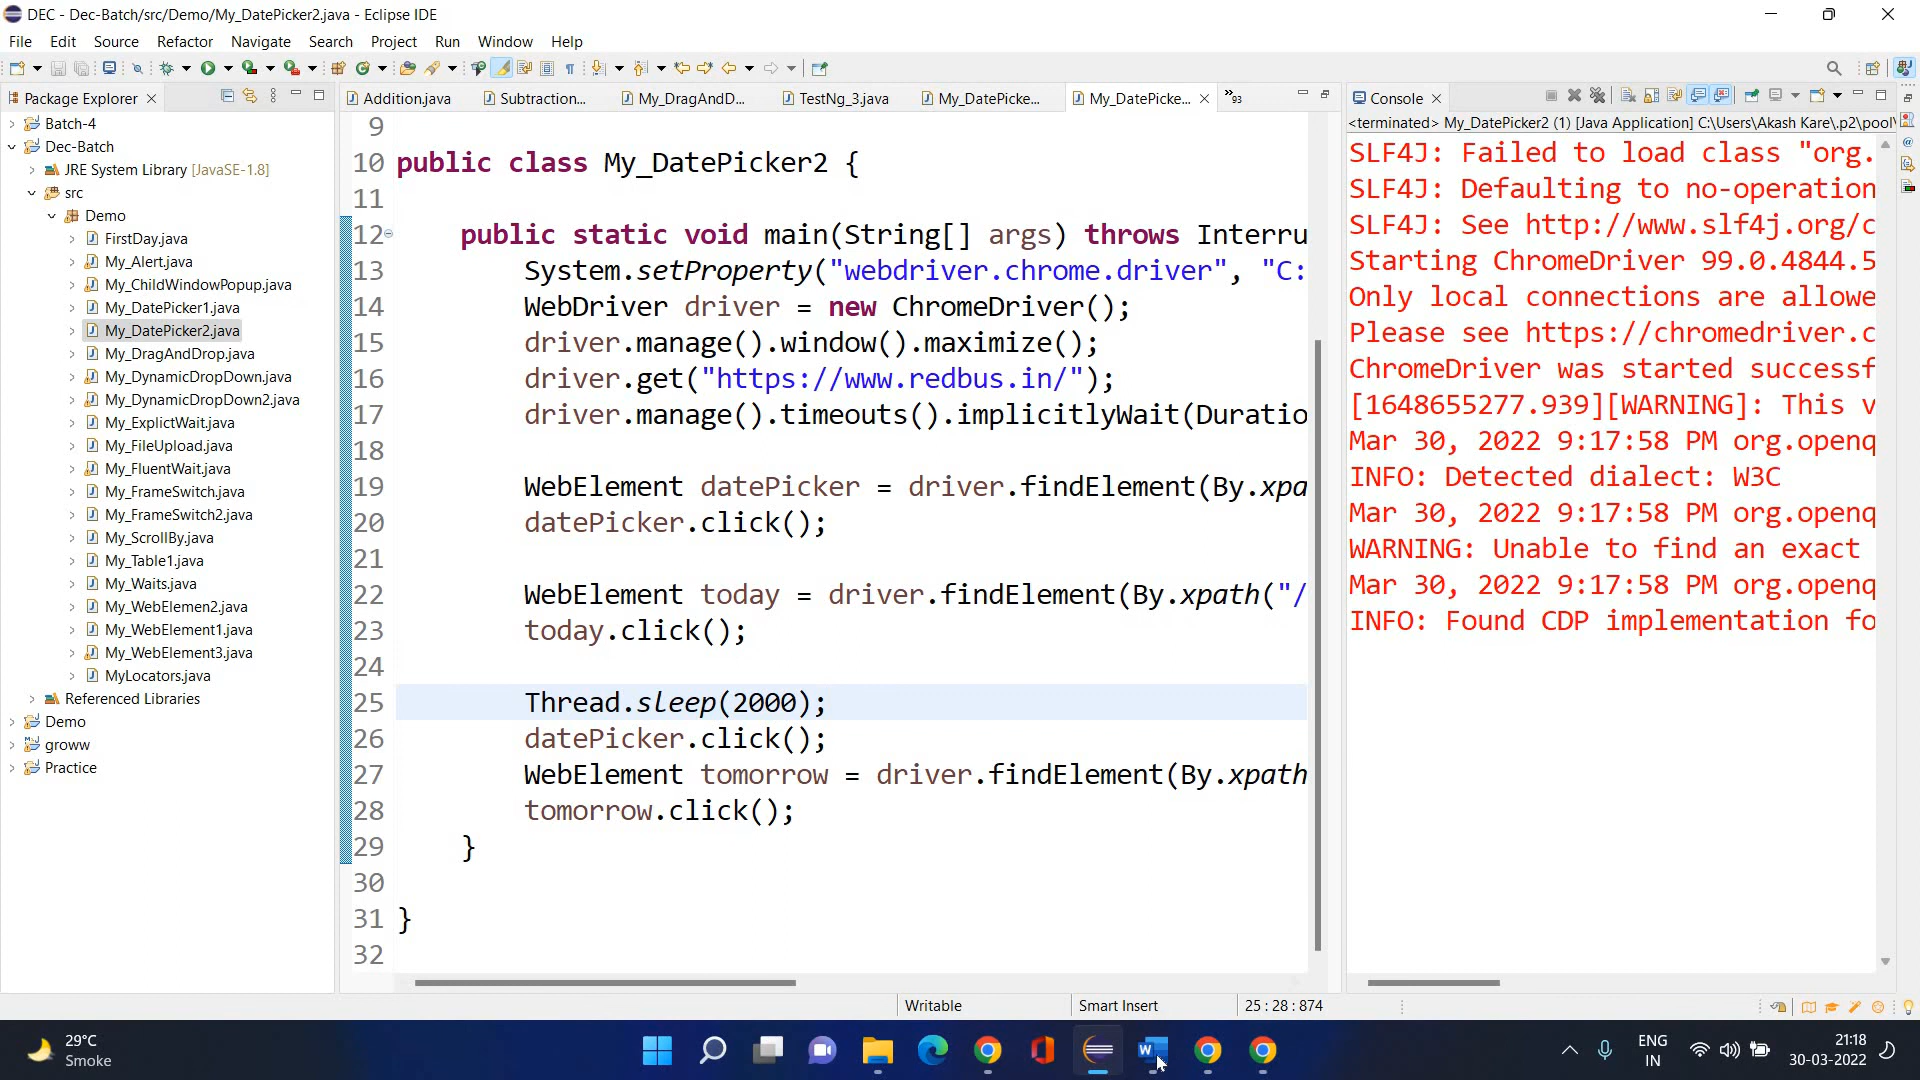 DEC - Dec-Batch/src/Demo/My_DatePicker2.java - Eclipse IDE
File Edit Source Refactor Navigate Search Project Run Window Help
Package Explorer
Batch-4
Dec-Batch
JRE System Library [JavaSE-1.8]
src
Demo
FirstDay.java
My_Alert.java
My_ChildWindowPopup.java
My_DatePicker1.java
My_DatePicker2.java
My_DragAndDrop.java
My_DynamicDropDown.java
My_DynamicDropDown2.java
My_ExplictWait.java
My_FileUpload.java
My_FluentWait.java
My_FrameSwitch.java
My_FrameSwitch2.java
My_ScrollBy.java
My_Table1.java
My_Waits.java
My_WebElemen2.java
My_WebElement1.java
My_WebElement3.java
MyLocators.java
Referenced Libraries
Demo
groww
Practice
Addition.java Subtraction... My_DragAndD... TestNg_3.java My_DatePicke... My_DatePicke... »93
9
10 public class My_DatePicker2 {
11
12 public static void main(String[] args) throws Interru
13 System.setProperty("webdriver.chrome.driver", "C:
14 WebDriver driver = new ChromeDriver();
15 driver.manage().window().maximize();
16 driver.get("https://www.redbus.in/");
17 driver.manage().timeouts().implicitlyWait(Duratio
18
19 WebElement datePicker = driver.findElement(By.xpa
20 datePicker.click();
21
22 WebElement today = driver.findElement(By.xpath("/
23 today.click();
24
25 Thread.sleep(2000);
26 datePicker.click();
27 WebElement tomorrow = driver.findElement(By.xpath
28 tomorrow.click();
29 }
30
31 }
32
Console
<terminated> My_DatePicker2 (1) [Java Application] C:\Users\Akash Kare\.p2\pool\
SLF4J: Failed to load class "org.
SLF4J: Defaulting to no-operation
SLF4J: See http://www.slf4j.org/c
Starting ChromeDriver 99.0.4844.5
Only local connections are allowe
Please see https://chromedriver.c
ChromeDriver was started successf
[1648655277.939][WARNING]: This v
Mar 30, 2022 9:17:58 PM org.openq
INFO: Detected dialect: W3C
Mar 30, 2022 9:17:58 PM org.openq
WARNING: Unable to find an exact
Mar 30, 2022 9:17:58 PM org.openq
INFO: Found CDP implementation fo
Writable Smart Insert 25 : 28 : 874
29°C
Smoke
ENG
IN
21:18
30-03-2022